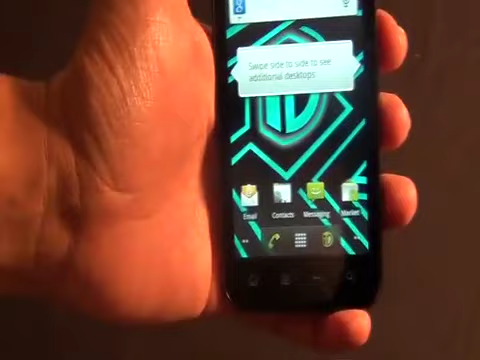 Swipe side to side to see
additional desktops
Email
Contacts
Messaging
Market